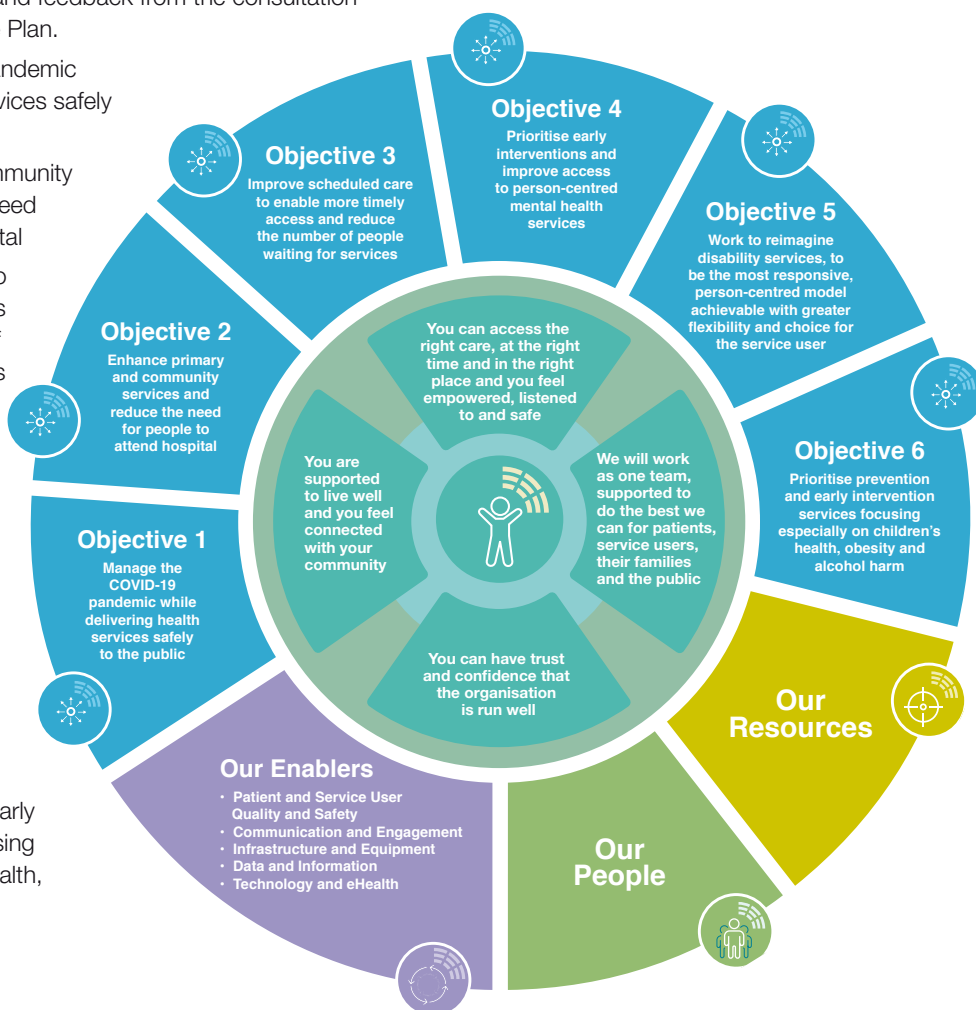 and feedback from the consultation
Plan.
andemic
vices safely
mmunity
eed
tal
o
s
s
arly
sing
alth,
Objective 1
Manage the
COVID-19
pandemic while
delivering health
services safely
to the public
Objective 2
Enhance primary
and community
services and
reduce the need
for people to
attend hospital
Objective 3
Improve scheduled care
to enable more timely
access and reduce
the number of people
waiting for services
Objective 4
Prioritise early
interventions and
improve access
to person-centred
mental health
services
Objective 5
Work to reimagine
disability services, to
be the most responsive,
person-centred model
achievable with greater
flexibility and choice for
the service user
Objective 6
Prioritise prevention
and early intervention
services focusing
especially on children’s
health, obesity and
alcohol harm
Our
Resources
Our
People
Our Enablers
• Patient and Service User
Quality and Safety
• Communication and Engagement
• Infrastructure and Equipment
• Data and Information
• Technology and eHealth
You can access the
right care, at the right
time and in the right
place and you feel
empowered, listened
to and safe
You are
supported
to live well
and you feel
connected
with your
community
We will work
as one team,
supported to
do the best we
can for patients,
service users,
their families
and the public
You can have trust
and confidence that
the organisation
is run well